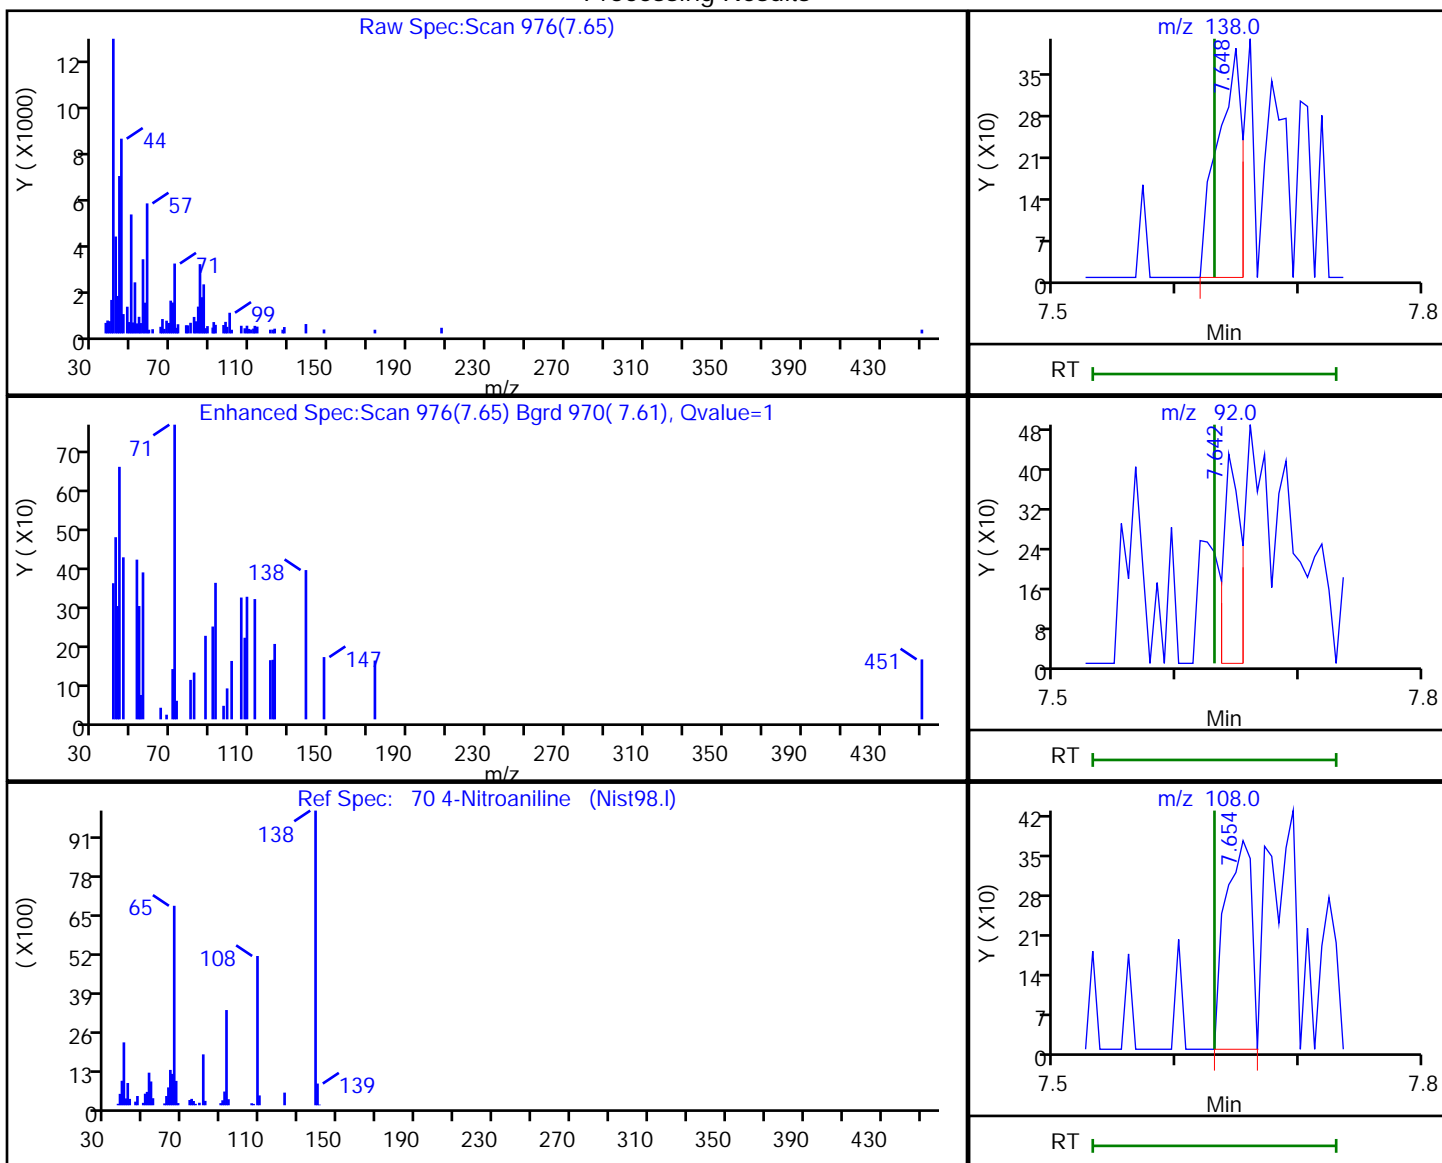 Processing Results
Raw Spec:Scan 976(7.65)
Y ( X1000)
12
10
8
6
4
2
0
44
57
71
99
30 70 110 150 190 230 270 310 350 390 430
m/z
m/z 138.0
Y ( X10)
35
28
21
14
7
0
7.648
7.5 7.8
Min
RT
Enhanced Spec:Scan 976(7.65) Bgrd 970( 7.61), Qvalue=1
Y ( X10)
70
60
50
40
30
20
10
0
71
138
147
451
30 70 110 150 190 230 270 310 350 390 430
m/z
m/z 92.0
Y ( X10)
48
40
32
24
16
8
0
7.642
7.5 7.8
Min
RT
Ref Spec: 70 4-Nitroaniline (Nist98.l)
( X100)
91
78
65
52
39
26
13
0
138
65
108
139
30 70 110 150 190 230 270 310 350 390 430
m/z 108.0
Y ( X10)
42
35
28
21
14
7
0
7.654
7.5 7.8
Min
RT